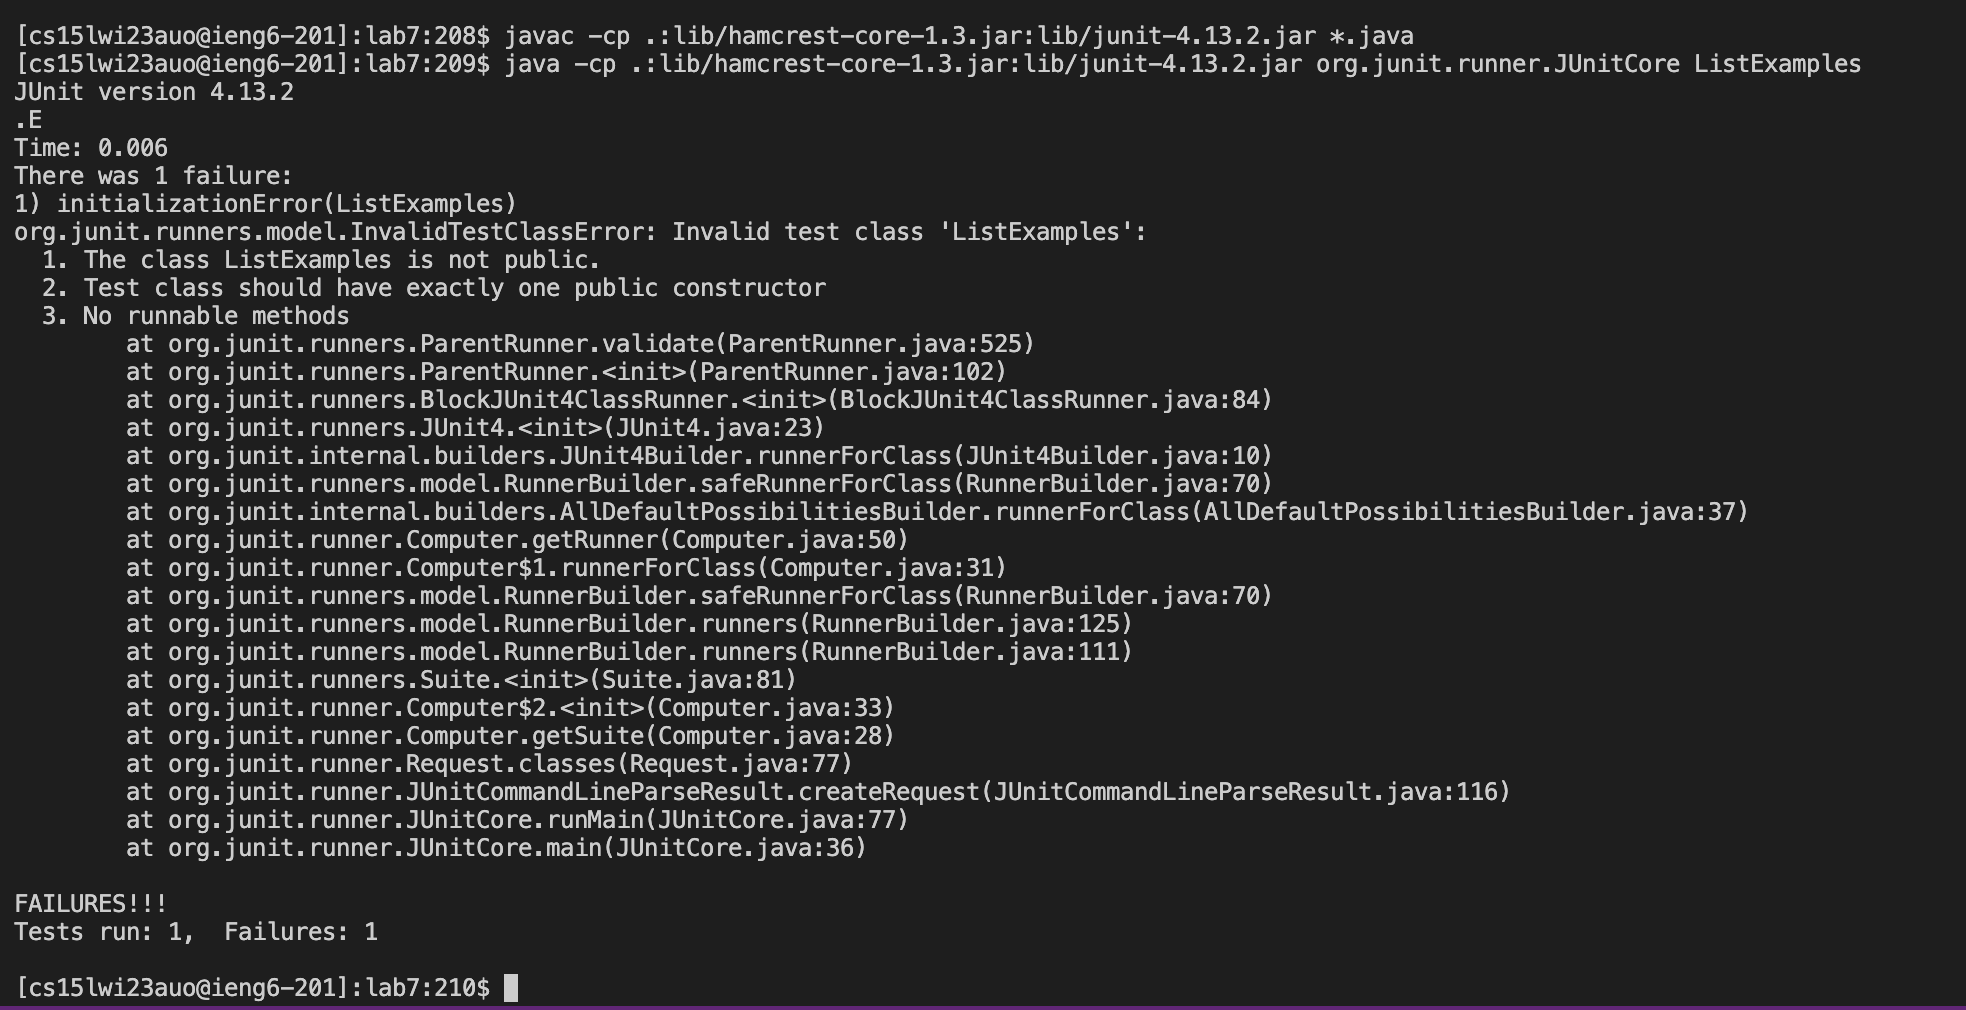 [cs15lwi23auo@ieng6-201]:lab7:208$ javac -cp .:lib/hamcrest-core-1.3.jar:lib/junit-4.13.2.jar *.java
[cs15lwi23auo@ieng6-201]:lab7:209$ java -cp .:lib/hamcrest-core-1.3.jar:lib/junit-4.13.2.jar org.junit.runner.JUnitCore ListExamples
JUnit version 4.13.2
.E
Time: 0.006
There was 1 failure:
1) initializationError(ListExamples)
org.junit.runners.model.InvalidTestClassError: Invalid test class 'ListExamples':
  1. The class ListExamples is not public.
  2. Test class should have exactly one public constructor
  3. No runnable methods
        at org.junit.runners.ParentRunner.validate(ParentRunner.java:525)
        at org.junit.runners.ParentRunner.<init>(ParentRunner.java:102)
        at org.junit.runners.BlockJUnit4ClassRunner.<init>(BlockJUnit4ClassRunner.java:84)
        at org.junit.runners.JUnit4.<init>(JUnit4.java:23)
        at org.junit.internal.builders.JUnit4Builder.runnerForClass(JUnit4Builder.java:10)
        at org.junit.runners.model.RunnerBuilder.safeRunnerForClass(RunnerBuilder.java:70)
        at org.junit.internal.builders.AllDefaultPossibilitiesBuilder.runnerForClass(AllDefaultPossibilitiesBuilder.java:37)
        at org.junit.runner.Computer.getRunner(Computer.java:50)
        at org.junit.runner.Computer$1.runnerForClass(Computer.java:31)
        at org.junit.runners.model.RunnerBuilder.safeRunnerForClass(RunnerBuilder.java:70)
        at org.junit.runners.model.RunnerBuilder.runners(RunnerBuilder.java:125)
        at org.junit.runners.model.RunnerBuilder.runners(RunnerBuilder.java:111)
        at org.junit.runners.Suite.<init>(Suite.java:81)
        at org.junit.runner.Computer$2.<init>(Computer.java:33)
        at org.junit.runner.Computer.getSuite(Computer.java:28)
        at org.junit.runner.Request.classes(Request.java:77)
        at org.junit.runner.JUnitCommandLineParseResult.createRequest(JUnitCommandLineParseResult.java:116)
        at org.junit.runner.JUnitCore.runMain(JUnitCore.java:77)
        at org.junit.runner.JUnitCore.main(JUnitCore.java:36)
FAILURES!!!
Tests run: 1,  Failures: 1
[cs15lwi23auo@ieng6-201]:lab7:210$